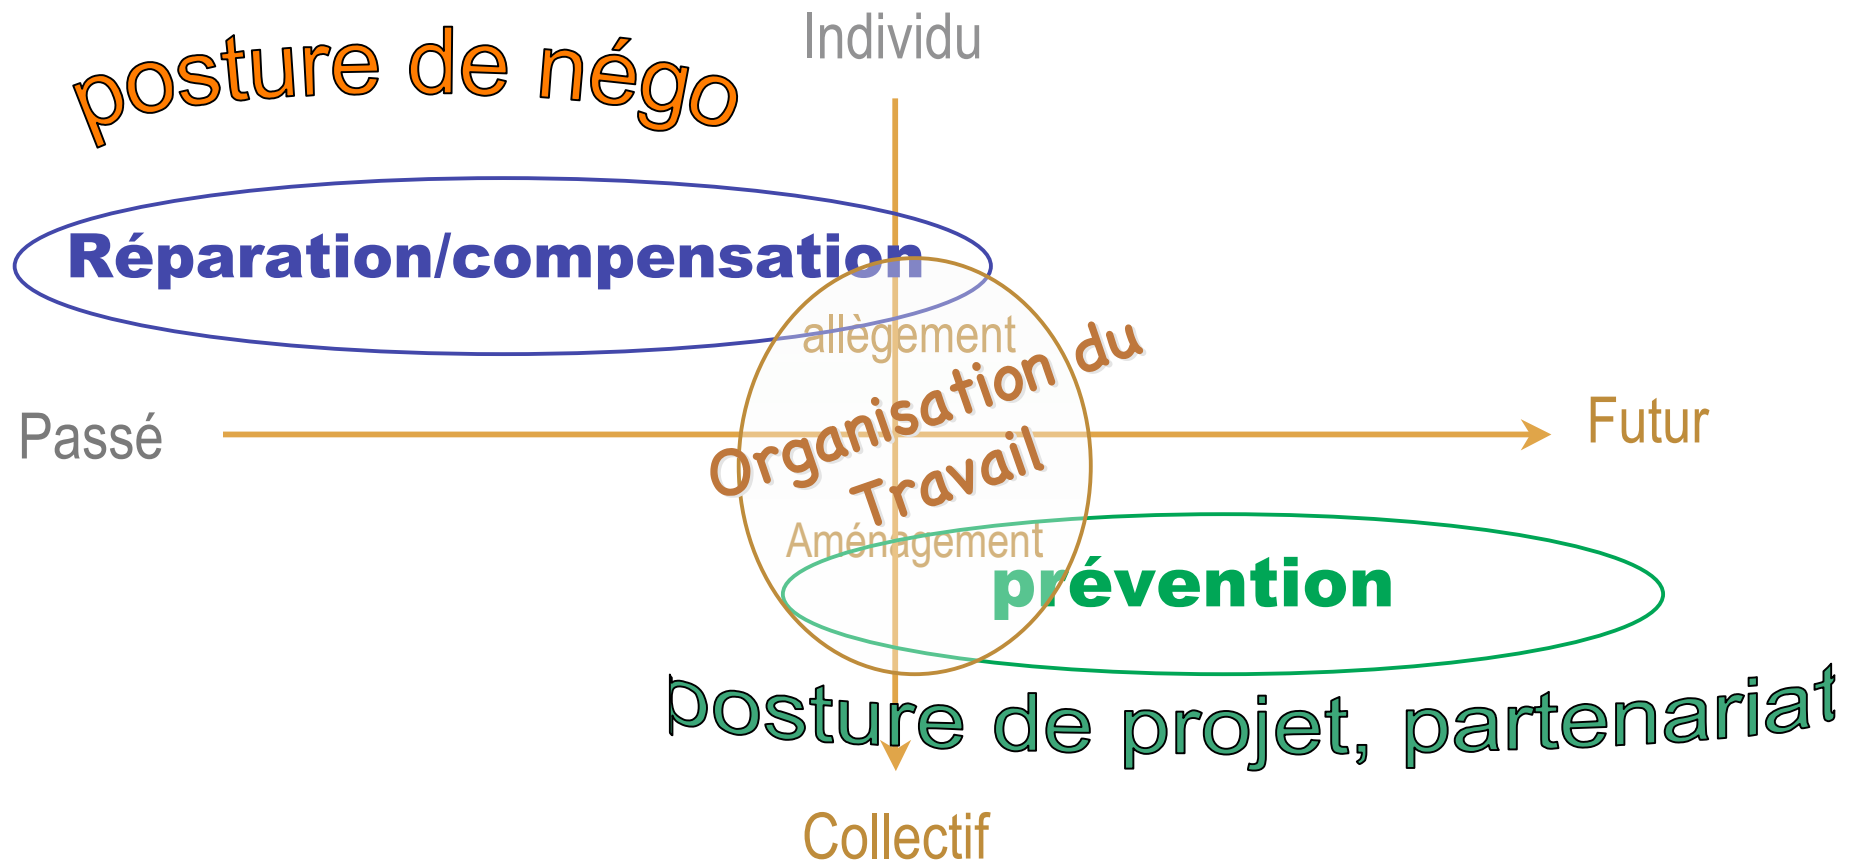 Individu
posture de négo
Réparation/compensation
allègement
Organisation du
Travail
Passé
Futur
Aménagement
prévention
posture de projet, partenariat
Collectif